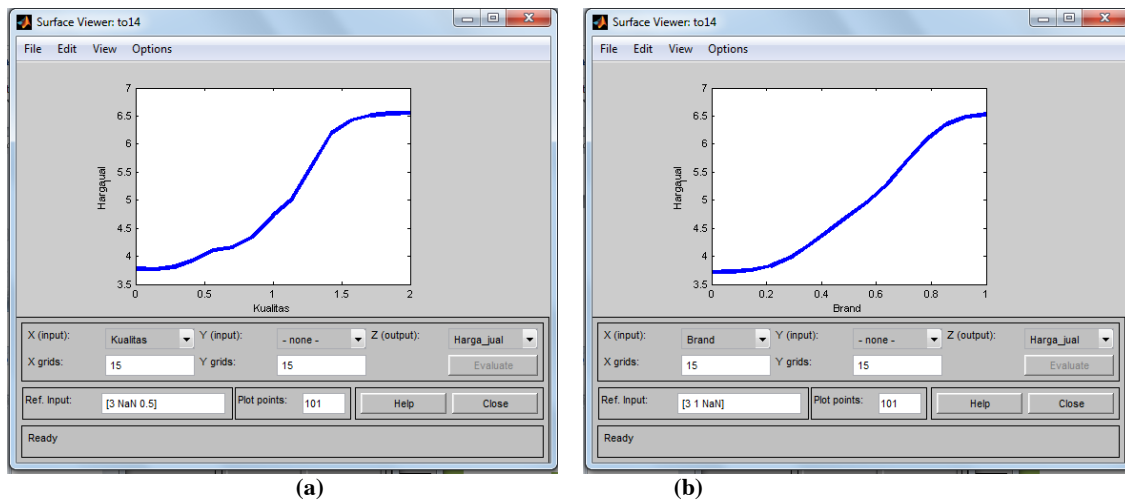 Surface Viewer: to14
File Edit View Options
7
6.5
6
5.5
5
4.5
4
3.5
Hargajual
0 0.5 1 1.5 2
Kualitas
X (input): Kualitas Y (input): - none - Z (output): Harga_jual
X grids: 15 Y grids: 15 Evaluate
Ref. Input: [3 NaN 0.5] Plot points: 101 Help Close
Ready
(a)
Surface Viewer: to14
File Edit View Options
7
6.5
6
5.5
5
4.5
4
3.5
Hargajual
0 0.2 0.4 0.6 0.8 1
Brand
X (input): Brand Y (input): - none - Z (output): Harga_jual
X grids: 15 Y grids: 15 Evaluate
Ref. Input: [3 1 NaN] Plot points: 101 Help Close
Ready
(b)